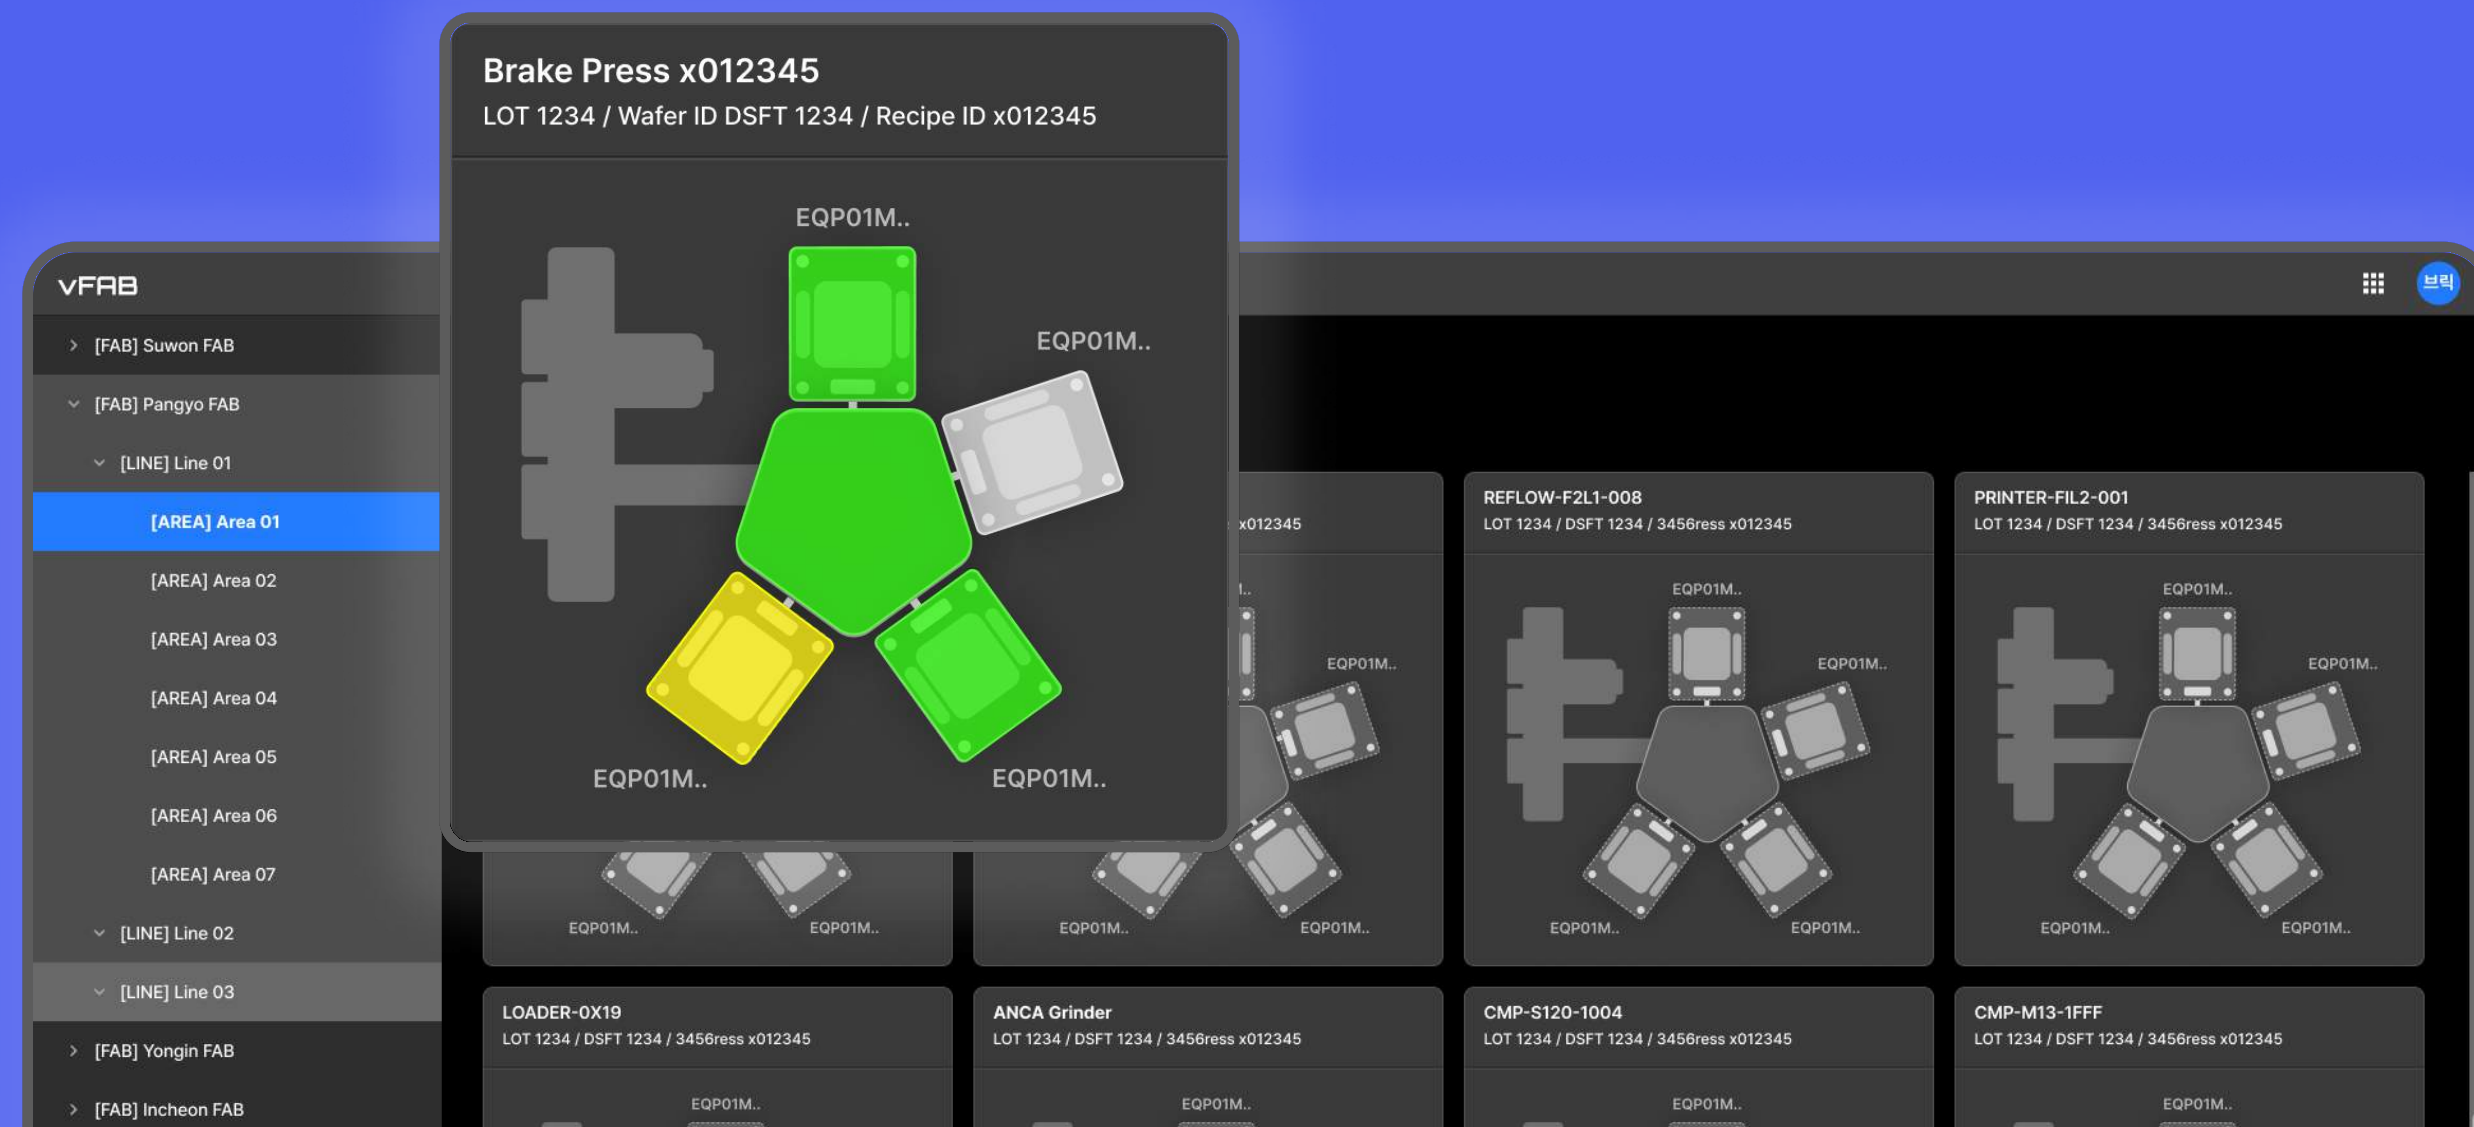 Brake Press x012345
LOT 1234 / Wafer ID DSFT 1234 / Recipe ID x012345
EQP01M..
EQP01M..
EQP01M..
EQP01M..
vFAB
브릭
[FAB] Suwon FAB
[FAB] Pangyo FAB
[LINE] Line 01
[AREA] Area 01
[AREA] Area 02
[AREA] Area 03
[AREA] Area 04
[AREA] Area 05
[AREA] Area 06
[AREA] Area 07
[LINE] Line 02
[LINE] Line 03
[FAB] Yongin FAB
[FAB] Incheon FAB
EQP01M..
EQP01M..
x012345
EQP01M..
EQP01M..
EQP01M..
REFLOW-F2L1-008
LOT 1234 / DSFT 1234 / 3456ress x012345
EQP01M..
EQP01M..
EQP01M..
EQP01M..
PRINTER-FIL2-001
LOT 1234 / DSFT 1234 / 3456ress x012345
EQP01M..
EQP01M..
EQP01M..
EQP01M..
LOADER-0X19
LOT 1234 / DSFT 1234 / 3456ress x012345
EQP01M..
ANCA Grinder
LOT 1234 / DSFT 1234 / 3456ress x012345
EQP01M..
CMP-S120-1004
LOT 1234 / DSFT 1234 / 3456ress x012345
EQP01M..
CMP-M13-1FFF
LOT 1234 / DSFT 1234 / 3456ress x012345
EQP01M..